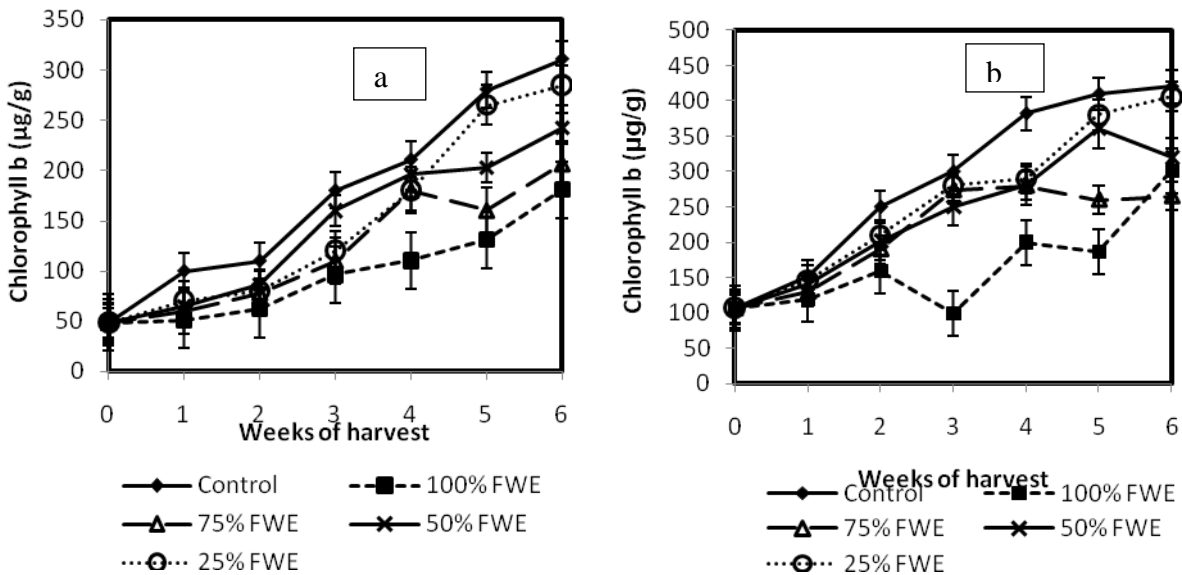 350
300
250
200
150
100
50
0
Chlorophyll b (µg/g)
a
0 1 2 3 4 5 6
Weeks of harvest
Control
100% FWE
75% FWE
50% FWE
25% FWE
500
450
400
350
300
250
200
150
100
50
0
Chlorophyll b (µg/g)
b
0 1 2 3 4 5 6
Weeks of harvest
Control
100% FWE
75% FWE
50% FWE
25% FWE